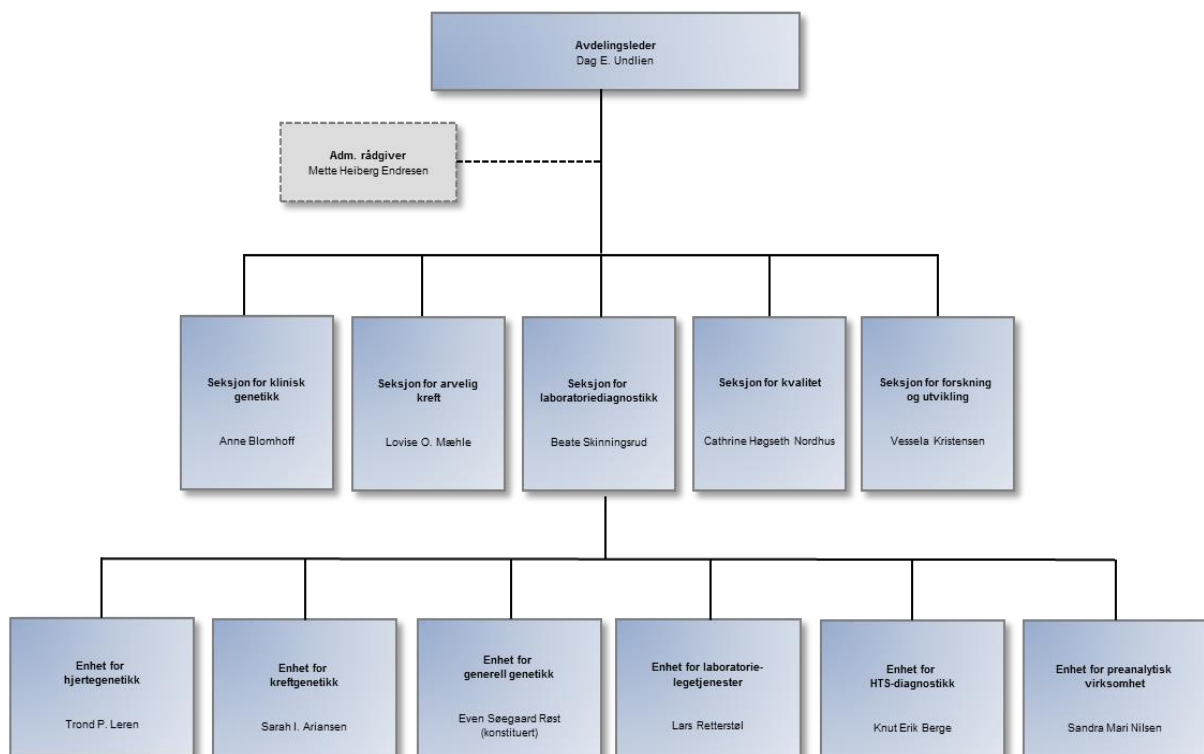 Avdelingsleder
Dag E. Undlien
Adm. rådgiver
Mette Heiberg Endresen
Seksjon for klinisk
genetikk
Anne Blomhoff
Seksjon for arvelig
kreft
Lovise O. Mæhle
Seksjon for
laboratoriediagnostikk
Beate Skinningsrud
Seksjon for kvalitet
Cathrine Høgseth Nordhus
Seksjon for forskning
og utvikling
Vessela Kristensen
Enhet for
hjertegenetikk
Trond P. Leren
Enhet for
kreftgenetikk
Sarah I. Ariansen
Enhet for
generell genetikk
Even Søegaard Røst
(konstituert)
Enhet for laboratorie-
legetjenester
Lars Retterstøl
Enhet for
HTS-diagnostikk
Knut Erik Berge
Enhet for preanalytisk
virksomhet
Sandra Mari Nilsen